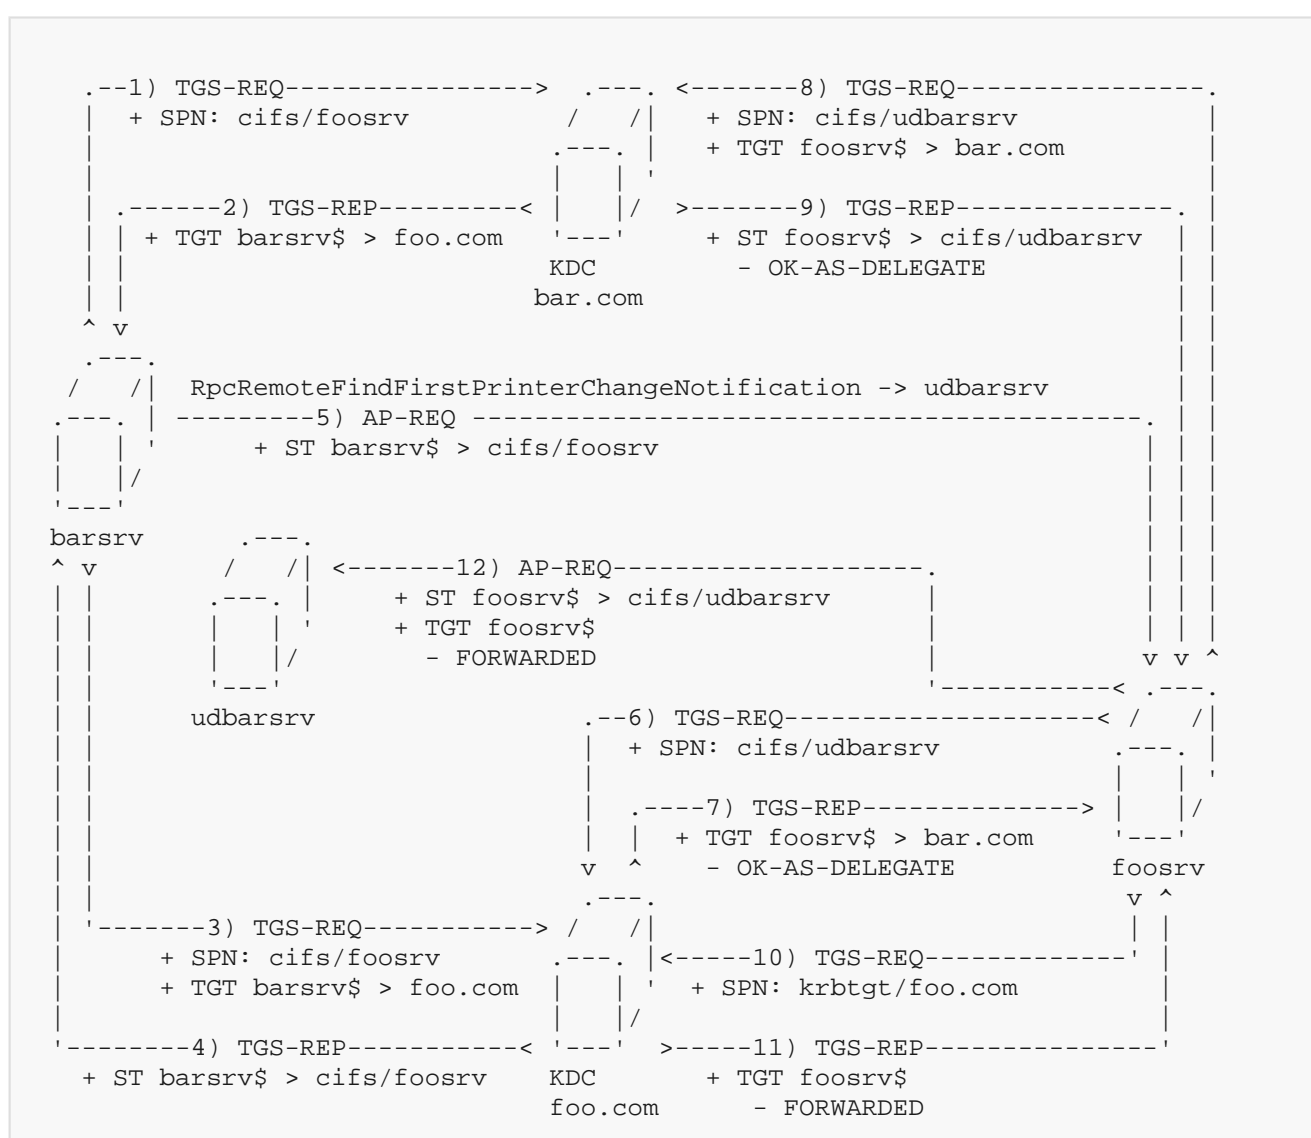 .--1) TGS-REQ----------------> .---. <-------8) TGS-REQ----------------.
+ SPN: cifs/foosrv + SPN: cifs/udbarsrv
+ TGT foosrv$ > bar.com
.------2) TGS-REP---------< >-------9) TGS-REP--------------.
+ TGT barsrv$ > foo.com + ST foosrv$ > cifs/udbarsrv
KDC - OK-AS-DELEGATE
bar.com
RpcRemoteFindFirstPrinterChangeNotification -> udbarsrv
---------5) AP-REQ -------------------------------------------.
+ ST barsrv$ > cifs/foosrv
barsrv
<-------12) AP-REQ--------------------.
+ ST foosrv$ > cifs/udbarsrv
+ TGT foosrv$
- FORWARDED
udbarsrv .--6) TGS-REQ--------------------<
+ SPN: cifs/udbarsrv
.----7) TGS-REP-------------->
+ TGT foosrv$ > bar.com
- OK-AS-DELEGATE foosrv
'-------3) TGS-REQ----------->
+ SPN: cifs/foosrv <-----10) TGS-REQ-------------'
+ TGT barsrv$ > foo.com + SPN: krbtgt/foo.com
'--------4) TGS-REP-----------< '---' >-----11) TGS-REP---------------'
+ ST barsrv$ > cifs/foosrv KDC + TGT foosrv$
foo.com - FORWARDED